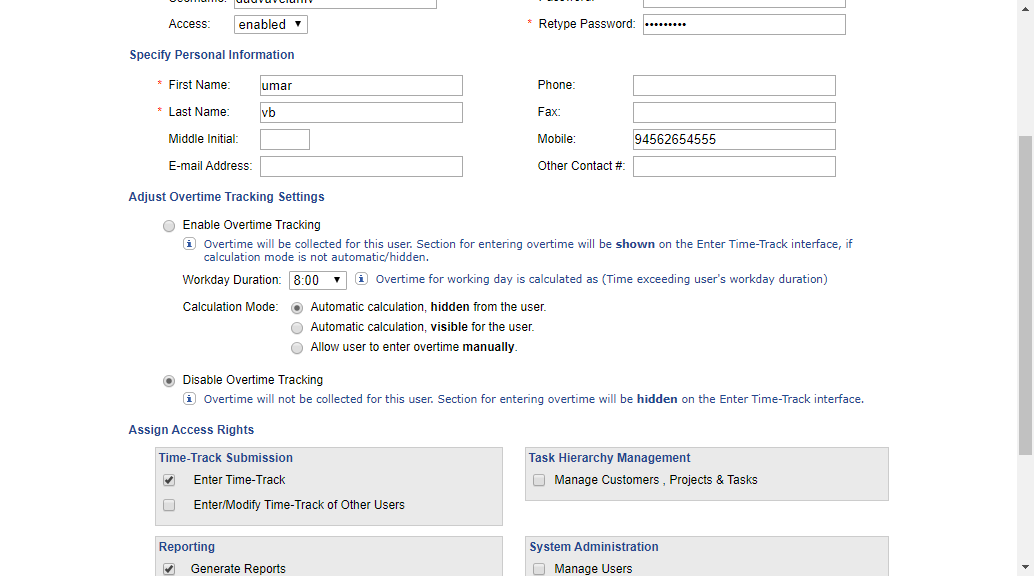 Access: enabled
* Retype Password: •••••••••
Specify Personal Information
* First Name: umar
Phone:
* Last Name: vb
Fax:
Middle Initial:
Mobile: 94562654555
E-mail Address:
Other Contact #:
Adjust Overtime Tracking Settings
Enable Overtime Tracking
Overtime will be collected for this user. Section for entering overtime will be shown on the Enter Time-Track interface, if
calculation mode is not automatic/hidden.
Workday Duration: 8:00 Overtime for working day is calculated as (Time exceeding user's workday duration)
Calculation Mode: Automatic calculation, hidden from the user.
Automatic calculation, visible for the user.
Allow user to enter overtime manually.
Disable Overtime Tracking
Overtime will not be collected for this user. Section for entering overtime will be hidden on the Enter Time-Track interface.
Assign Access Rights
Time-Track Submission
Enter Time-Track
Enter/Modify Time-Track of Other Users
Task Hierarchy Management
Manage Customers , Projects & Tasks
Reporting
Generate Reports
System Administration
Manage Users